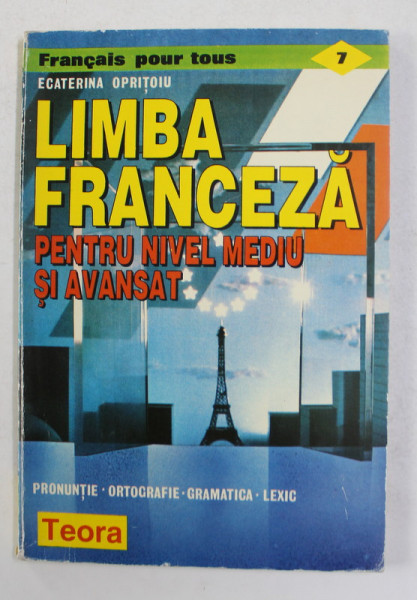 Français pour tous
7
ECATERINA OPRIȚOIU
LIMBA
FRANCEZĂ
PENTRU NIVEL MEDIU
ȘI AVANSAT
PRONUNȚIE · ORTOGRAFIE · GRAMATICA · LEXIC
Teora